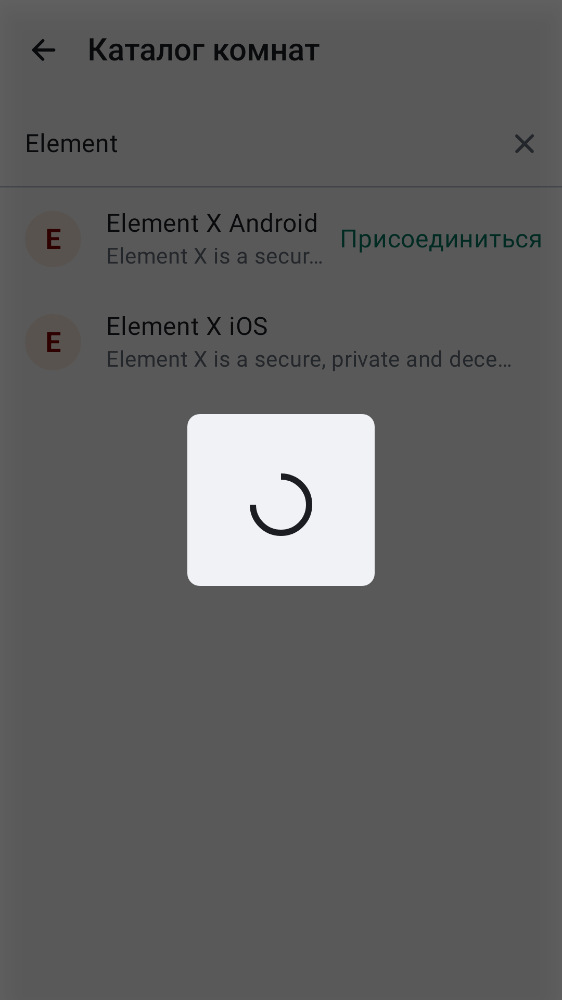 Каталог комнат
Element
E
Element X Android
Присоединиться
Element X is a secur…
E
Element X iOS
Element X is a secure, private and dece…